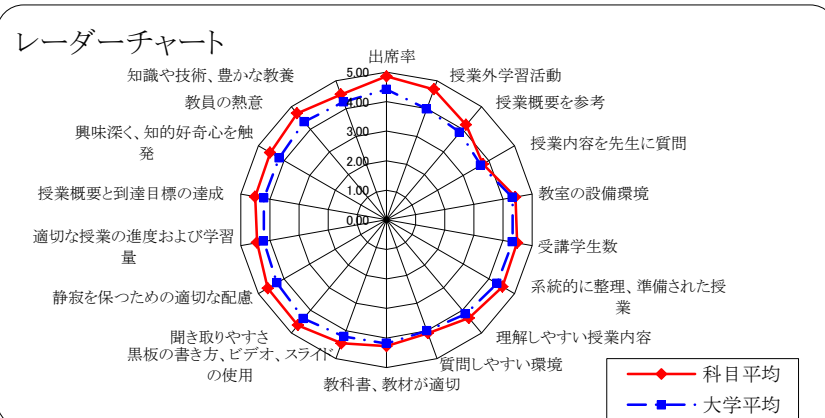 レーダーチャート
出席率
授業外学習活動
授業概要を参考
授業内容を先生に質問
教室の設備環境
受講学生数
系統的に整理、準備された授
業
理解しやすい授業内容
質問しやすい環境
教科書、教材が適切
黒板の書き方、ビデオ、スライド
の使用
聞き取りやすさ
静寂を保つための適切な配慮
適切な授業の進度および学習
量
授業概要と到達目標の達成
興味深く、知的好奇心を触
発
教員の熱意
知識や技術、豊かな教養
5.00
4.00
3.00
2.00
1.00
0.00
科目平均
大学平均